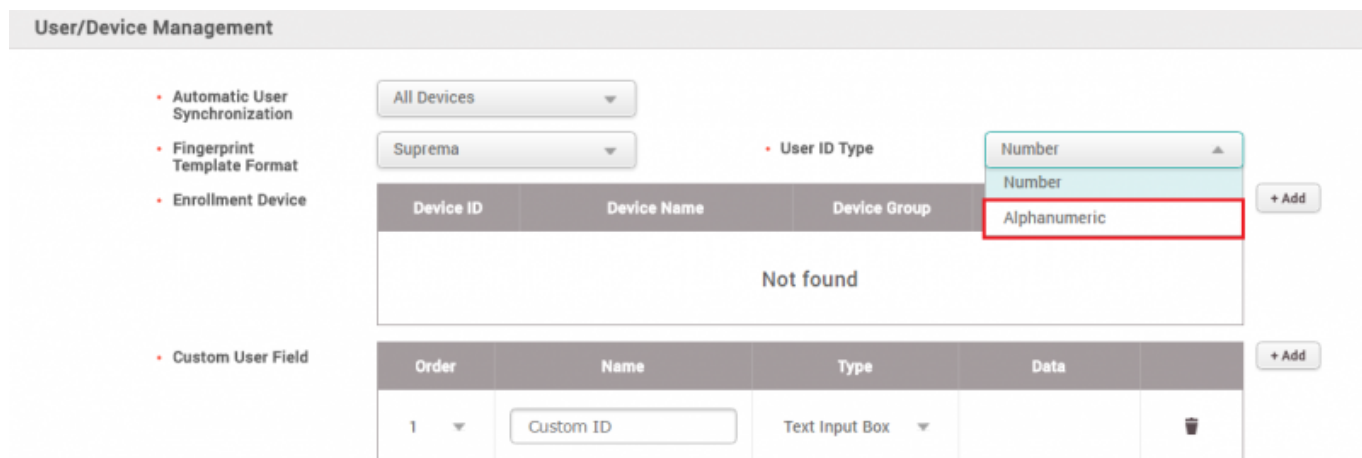 User/Device Management
Automatic User
Synchronization
All Devices
Fingerprint
Template Format
Suprema
User ID Type
Number
Number
Alphanumeric
Enrollment Device
Device ID
Device Name
Device Group
+ Add
Not found
Custom User Field
Order
Name
Type
Data
+ Add
1
Custom ID
Text Input Box